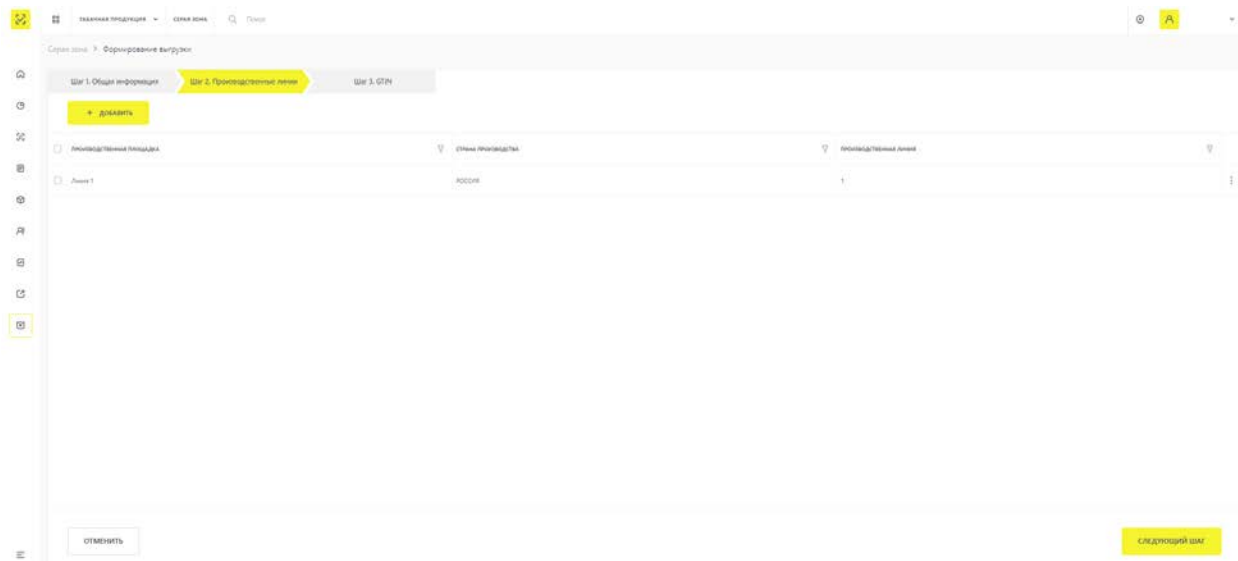 ТАБАЧНАЯ ПРОДУКЦИЯ СЕРАЯ ЗОНА Поиск
Серая зона > Формирование выгрузки
Шаг 1. Общая информация Шаг 2. Производственные линии Шаг 3. GTIN
+ ДОБАВИТЬ
ПРОИЗВОДСТВЕННАЯ ПЛОЩАДКА СТРАНА ПРОИЗВОДСТВА ПРОИЗВОДСТВЕННАЯ ЛИНИЯ
Линия 1 РОССИЯ 1
ОТМЕНИТЬ СЛЕДУЮЩИЙ ШАГ